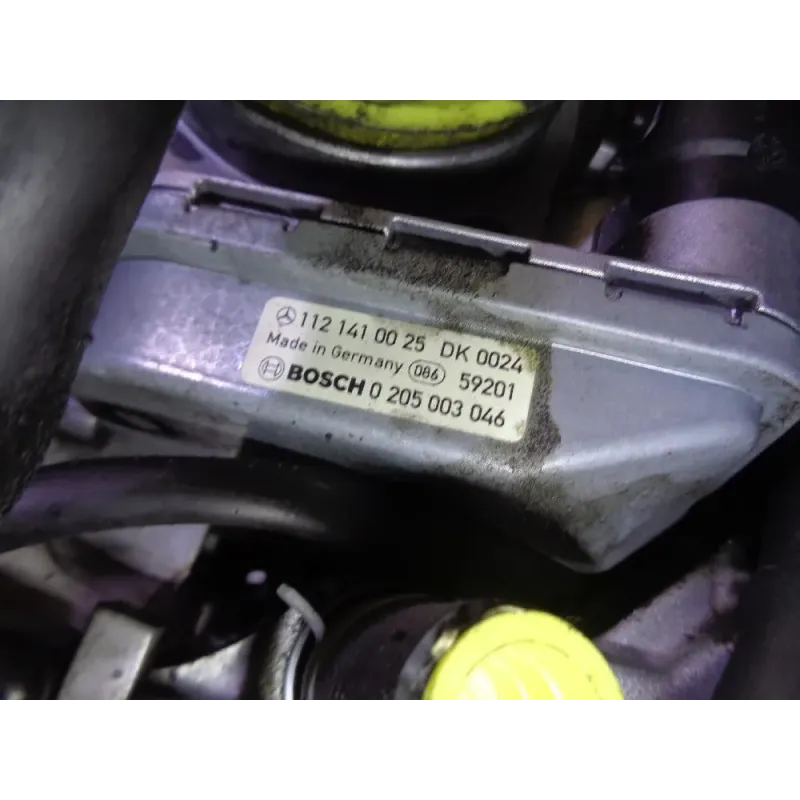 112 141 00 25 DK 0024
Made in Germany 086 59201
BOSCH 0 205 003 046